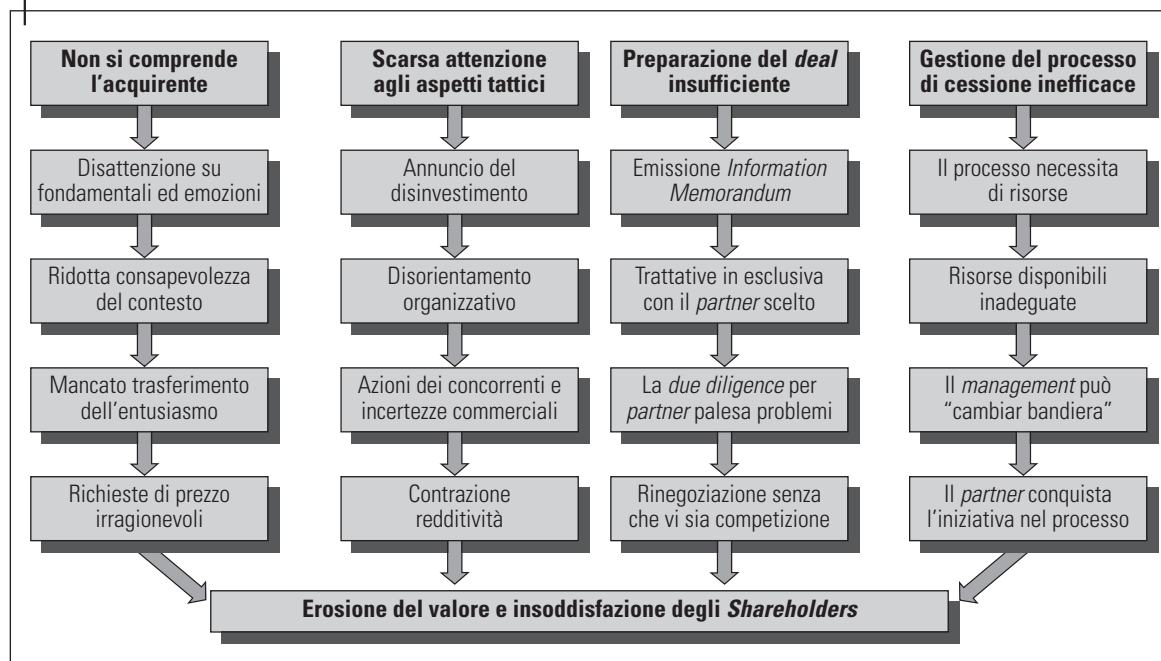 Non si comprende
l'acquirente
Disattenzione su
fondamentali ed emozioni
Ridotta consapevolezza
del contesto
Mancato trasferimento
dell'entusiasmo
Richieste di prezzo
irragionevoli
Scarsa attenzione
agli aspetti tattici
Annuncio del
disinvestimento
Disorientamento
organizzativo
Azioni dei concorrenti e
incertezze commerciali
Contrazione
redditività
Preparazione del deal
insufficiente
Emissione Information
Memorandum
Trattative in esclusiva
con il partner scelto
La due diligence per
partner palesa problemi
Rinegoziazione senza
che vi sia competizione
Gestione del processo
di cessione inefficace
Il processo necessita
di risorse
Risorse disponibili
inadeguate
Il management può
“cambiar bandiera”
Il partner conquista
l'iniziativa nel processo
Erosione del valore e insoddisfazione degli Shareholders